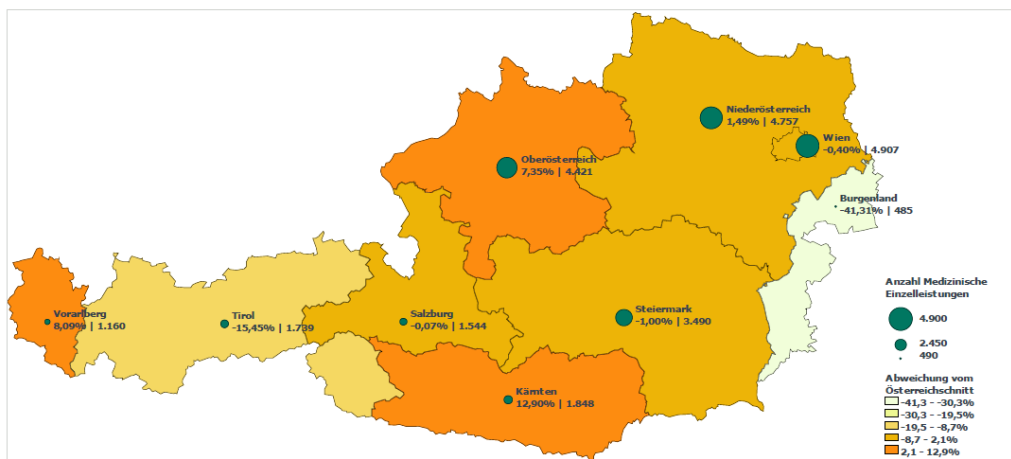 Niederösterreich
1,49% | 4.757
Wien
-0,40% | 4.907
Oberösterreich
7,35% | 4.421
Burgenland
-41,31% | 485
Vorarlberg
8,09% | 1.160
Tirol
-15,45% | 1.739
Salzburg
-0,07% | 1.544
Steiermark
-1,00% | 3.490
Kärnten
12,90% | 1.848
Anzahl Medizinische
Einzelleistungen
4.900
2.450
490
Abweichung vom
Österreichschnitt
-41,3 - -30,3%
-30,3 - -19,5%
-19,5 - -8,7%
-8,7 - 2,1%
2,1 - 12,9%